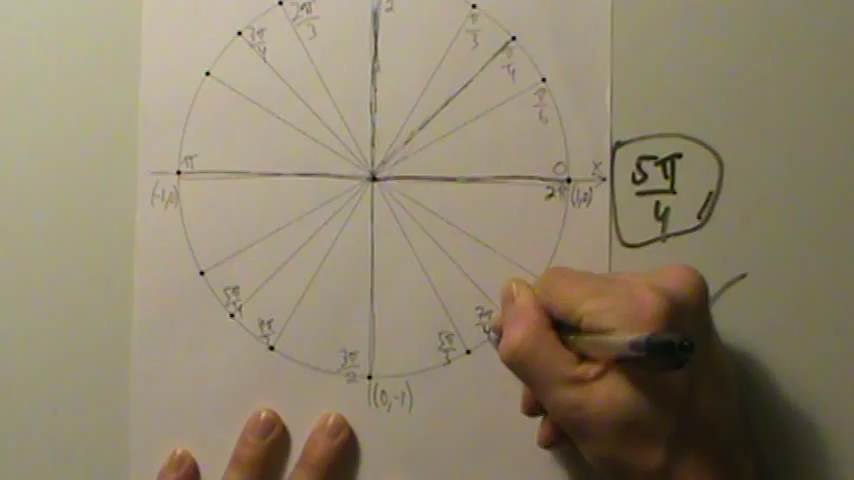 2
2π/3
π/3
3π/4
π/4
π/6
π
0
x
(-1,0)
2π
(1,0)
5π/4
5π/4
4π/3
3π/2
5π/3
7π/4
(0,-1)